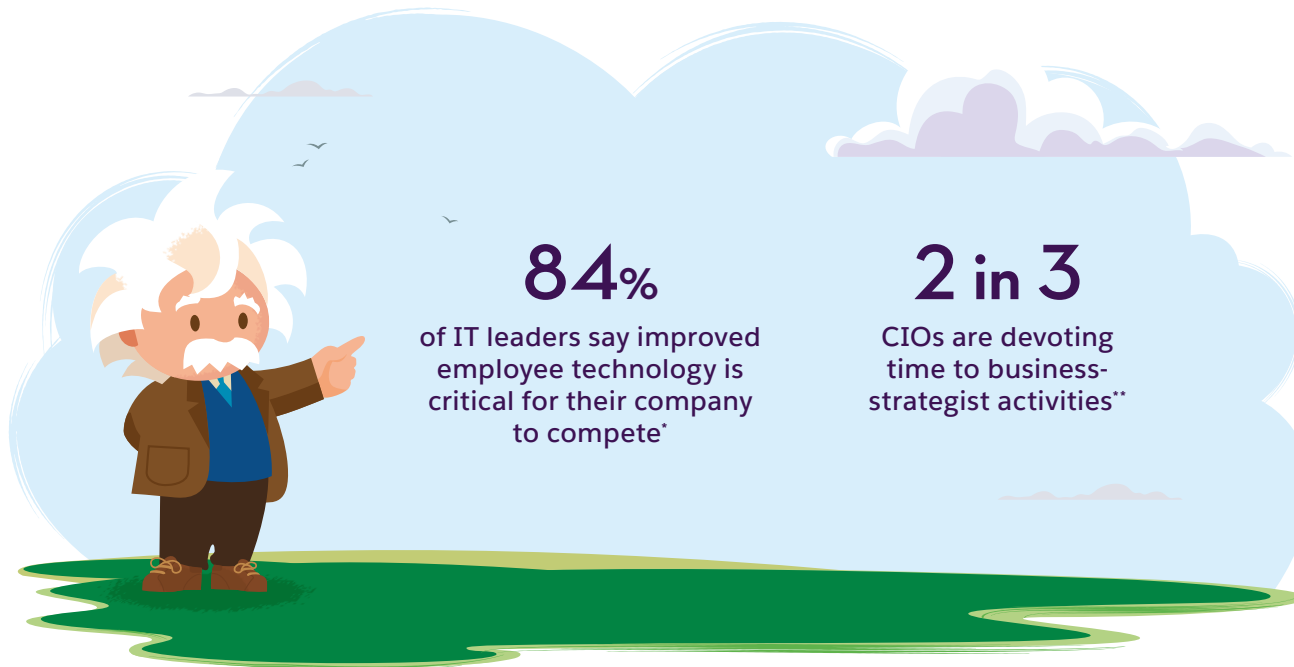 84%
of IT leaders say improved
employee technology is
critical for their company
to compete*
2 in 3
CIOs are devoting
time to business-
strategist activities**